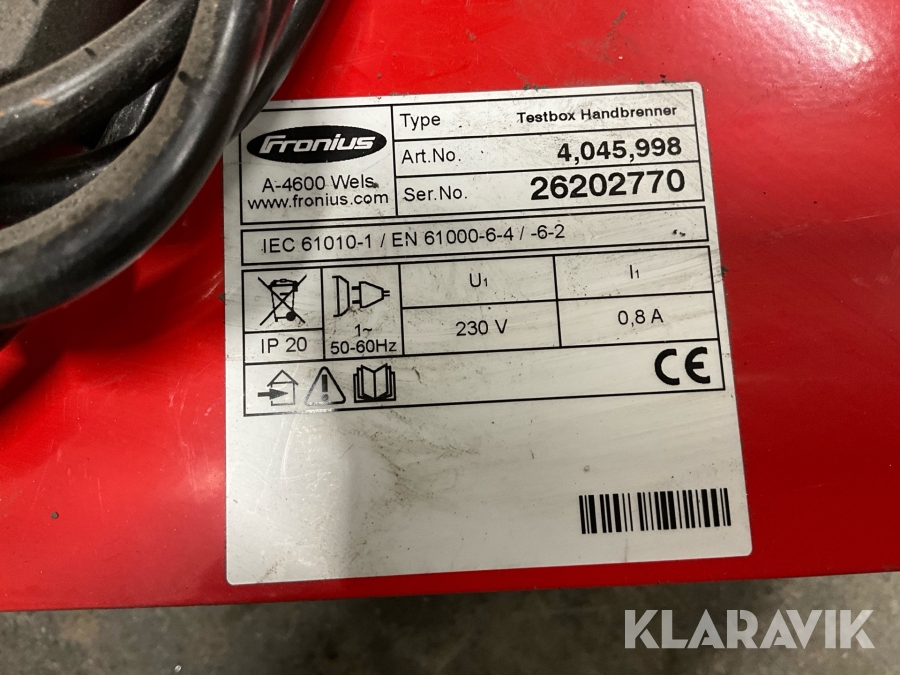 Fronius
A-4600 Wels
www.fronius.com
Type Testbox Handbrenner
Art.No. 4,045,998
Ser.No. 26202770
IEC 61010-1 / EN 61000-6-4 / -6-2
IP 20
1~
50-60Hz
U1 I1
230 V 0,8 A
CE
KLARAVIK